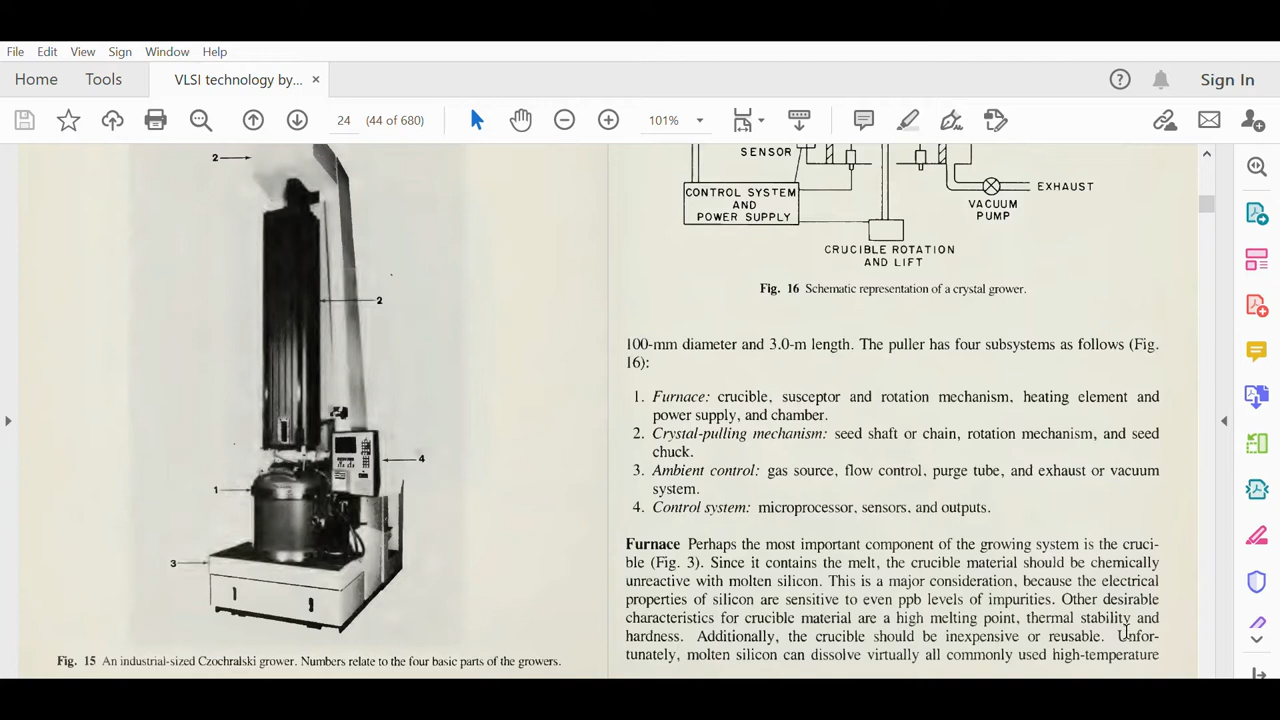 File Edit View Sign Window Help
Home Tools VLSI technology by... × Sign In
24 (44 of 680) 101%
2
2
4
1
3
Fig. 15 An industrial-sized Czochralski grower. Numbers relate to the four basic parts of the growers.
SENSOR
CONTROL SYSTEM
AND
POWER SUPPLY
EXHAUST
VACUUM
PUMP
CRUCIBLE ROTATION
AND LIFT
Fig. 16 Schematic representation of a crystal grower.
100-mm diameter and 3.0-m length. The puller has four subsystems as follows (Fig.
16):
1. Furnace: crucible, susceptor and rotation mechanism, heating element and
power supply, and chamber.
2. Crystal-pulling mechanism: seed shaft or chain, rotation mechanism, and seed
chuck.
3. Ambient control: gas source, flow control, purge tube, and exhaust or vacuum
system.
4. Control system: microprocessor, sensors, and outputs.
Furnace Perhaps the most important component of the growing system is the cruci-
ble (Fig. 3). Since it contains the melt, the crucible material should be chemically
unreactive with molten silicon. This is a major consideration, because the electrical
properties of silicon are sensitive to even ppb levels of impurities. Other desirable
characteristics for crucible material are a high melting point, thermal stability and
hardness. Additionally, the crucible should be inexpensive or reusable. Unfor-
tunately, molten silicon can dissolve virtually all commonly used high-temperature